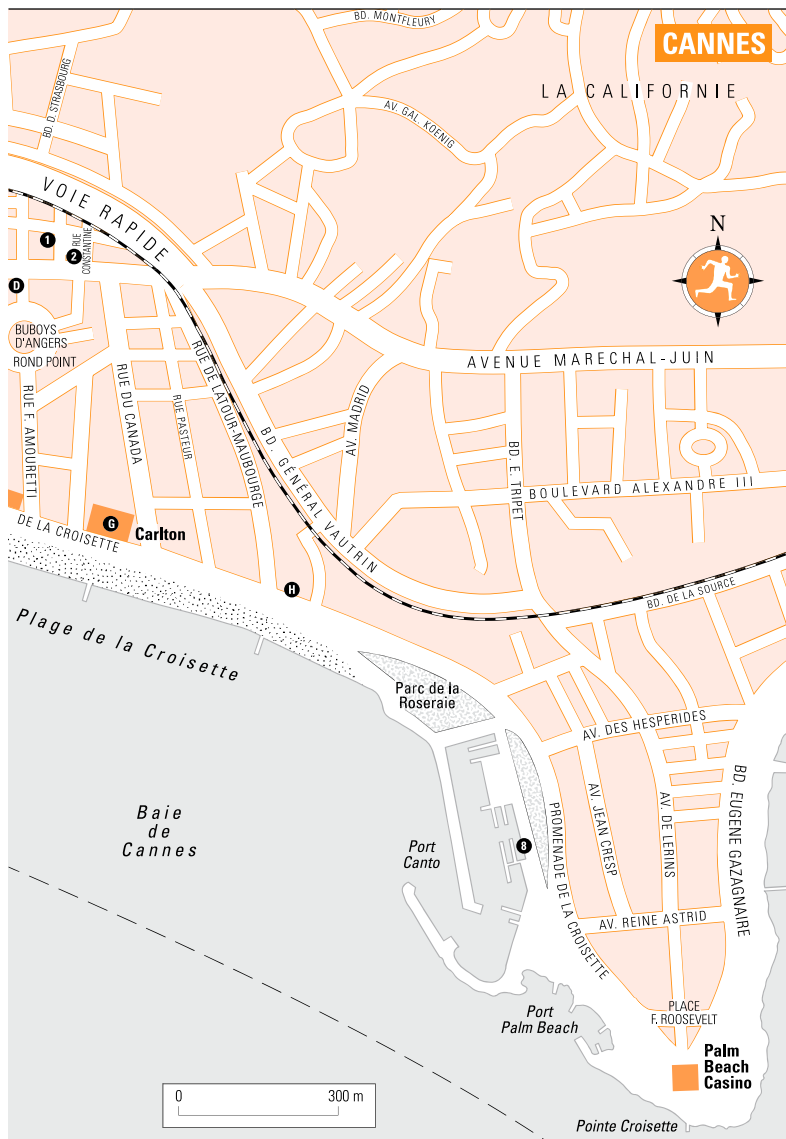 BD. MONTFLEURY
CANNES
LA CALIFORNIE
BD. D. STRASBOURG
AV. GAL. KOENIG
VOIE RAPIDE
1
2
RUE
CONSTANTINE
N
D
BUBOYS
D'ANGERS
ROND POINT
AVENUE MARECHAL-JUIN
RUE F. AMOURETTI
RUE DU CANADA
RUE PASTEUR
RUE DE LATOUR-MAUBOURGE
BD. GÉNÉRAL VAUTRIN
AV. MADRID
BD. E. TRIPET
BOULEVARD ALEXANDRE III
G
Carlton
DE LA CROISETTE
H
BD. DE LA SOURCE
Plage de la Croisette
Parc de la
Roseraie
AV. DES HESPERIDES
BD. EUGENE GAZAGNAIRE
AV. JEAN CRESP
AV. DE LERINS
PROMENADE DE LA CROISETTE
Baie
de
Cannes
Port
Canto
8
AV. REINE ASTRID
PLACE
F. ROOSEVELT
Port
Palm Beach
Palm
Beach
Casino
0 300 m
Pointe Croisette